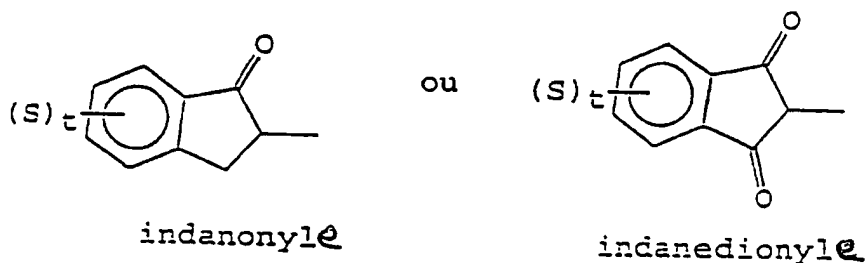 O O
(S)t ou (S)t
O
indanonyle
indanedionyle